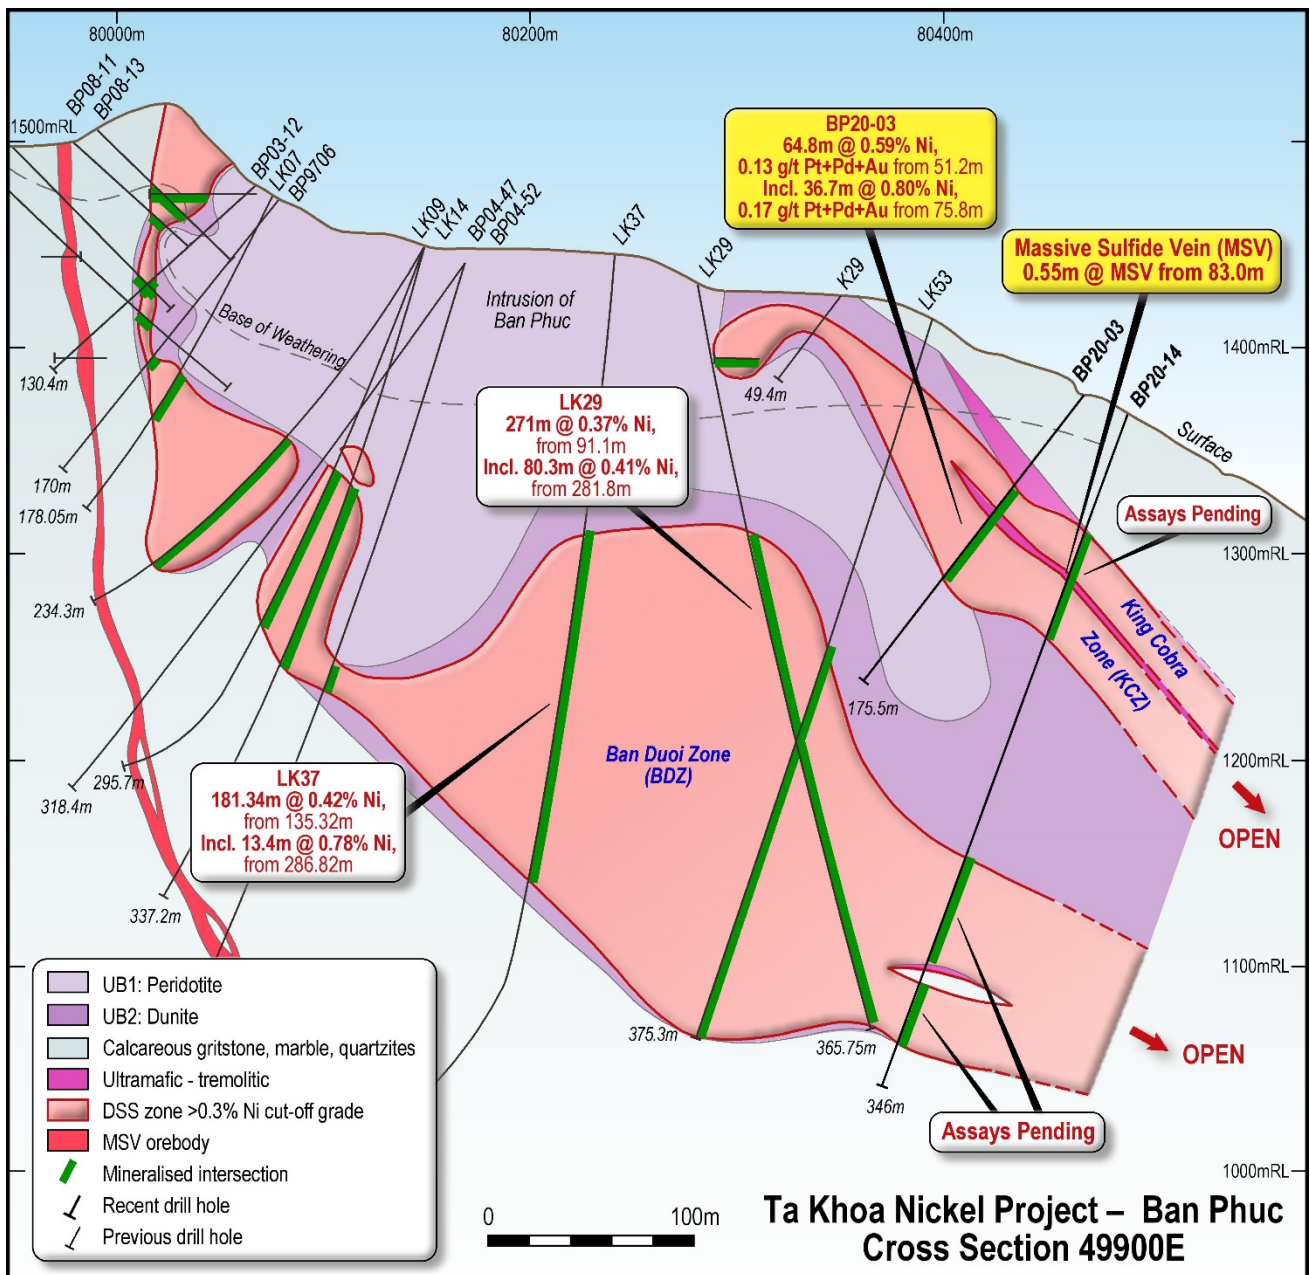 80000m
80200m
80400m
BP08-11
BP08-13
1500mRL
BP03-12
LK07
BP9706
LK09
LK14
BP04-47
BP04-52
LK37
LK29
K29
LK53
BP20-03
BP20-14
BP20-03
64.8m @ 0.59% Ni,
0.13 g/t Pt+Pd+Au from 51.2m
Incl. 36.7m @ 0.80% Ni,
0.17 g/t Pt+Pd+Au from 75.8m
Massive Sulfide Vein (MSV)
0.55m @ MSV from 83.0m
Intrusion of
Ban Phuc
Base of Weathering
1400mRL
130.4m
49.4m
Surface
LK29
271m @ 0.37% Ni,
from 91.1m
Incl. 80.3m @ 0.41% Ni,
from 281.8m
170m
178.05m
Assays Pending
1300mRL
234.3m
King Cobra
Zone (KCZ)
175.5m
Ban Duoi Zone
(BDZ)
1200mRL
295.7m
318.4m
LK37
181.34m @ 0.42% Ni,
from 135.32m
Incl. 13.4m @ 0.78% Ni,
from 286.82m
OPEN
337.2m
1100mRL
375.3m
365.75m
OPEN
346m
Assays Pending
UB1: Peridotite
UB2: Dunite
Calcareous gritstone, marble, quartzites
Ultramafic - tremolitic
DSS zone >0.3% Ni cut-off grade
MSV orebody
Mineralised intersection
Recent drill hole
Previous drill hole
1000mRL
0
100m
Ta Khoa Nickel Project – Ban Phuc
Cross Section 49900E